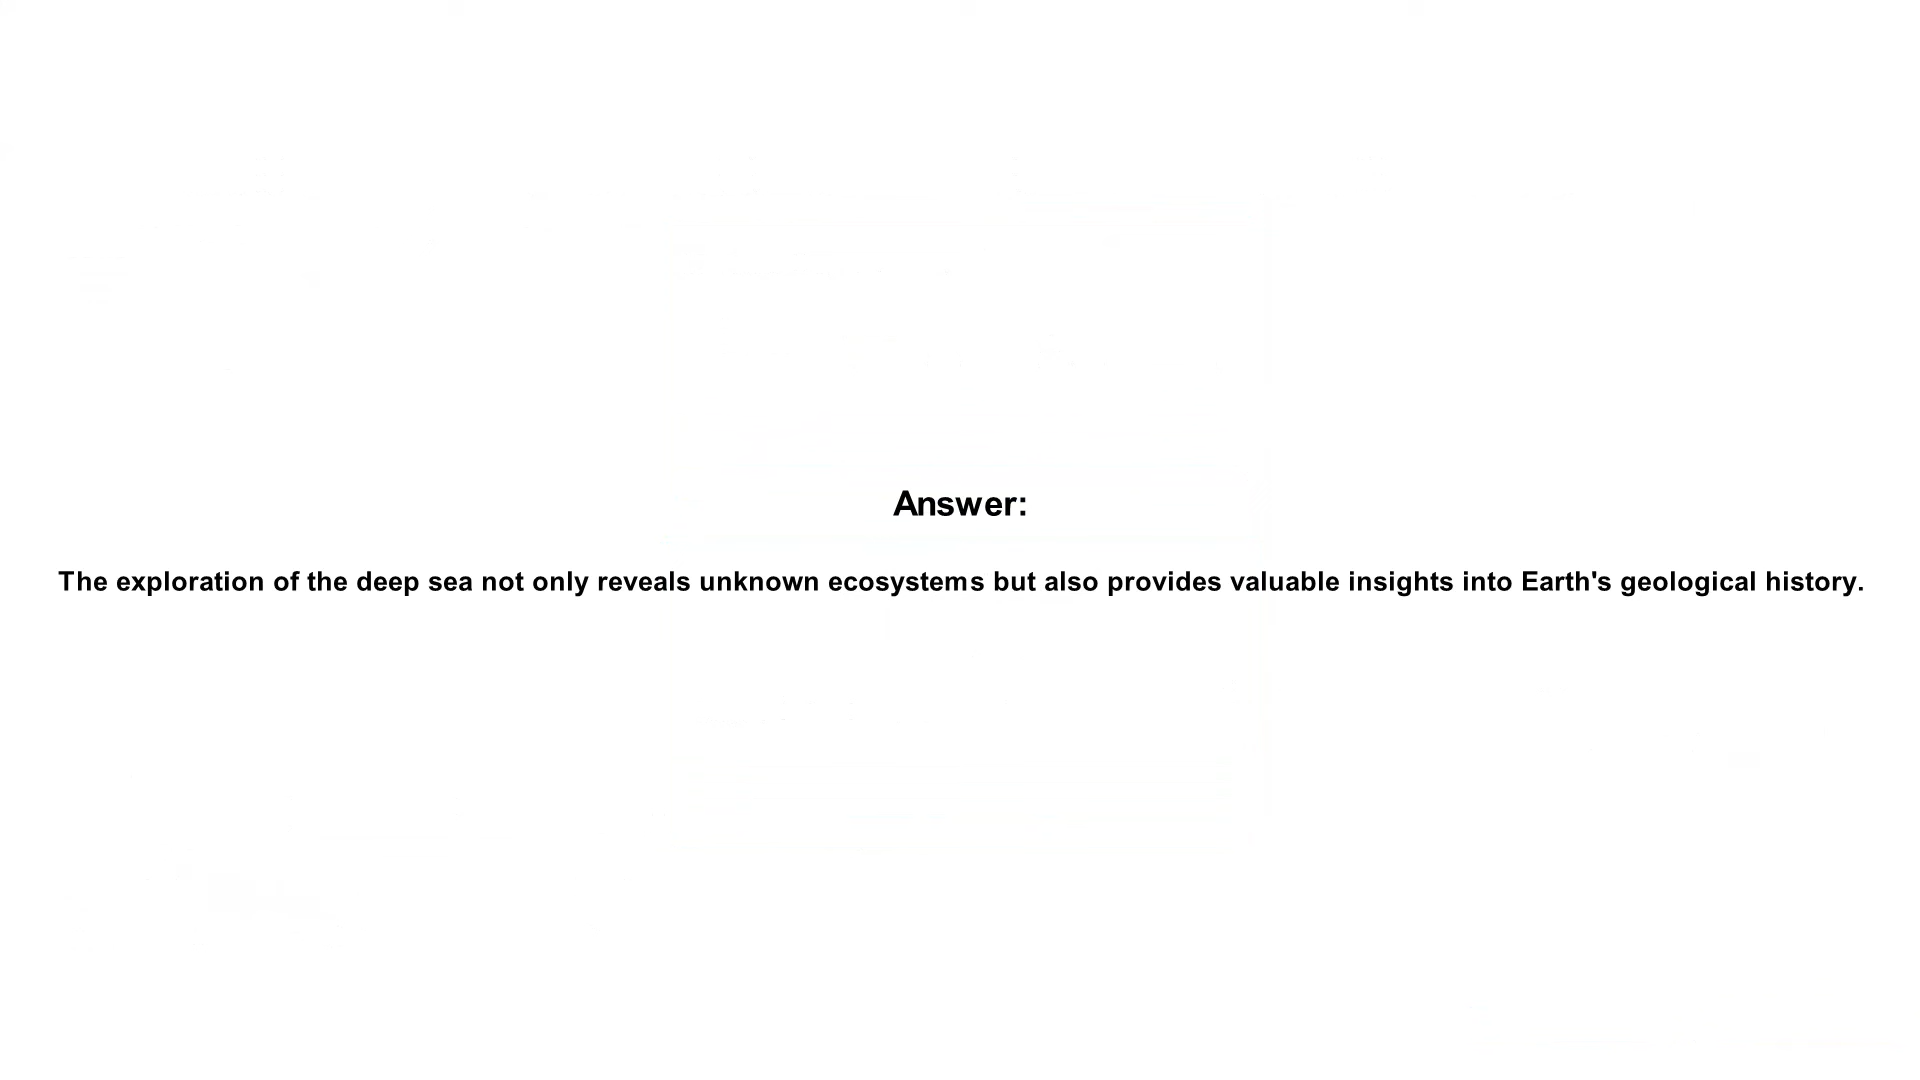 Answer:
The exploration of the deep sea not only reveals unknown ecosystems but also provides valuable insights into Earth's geological history.